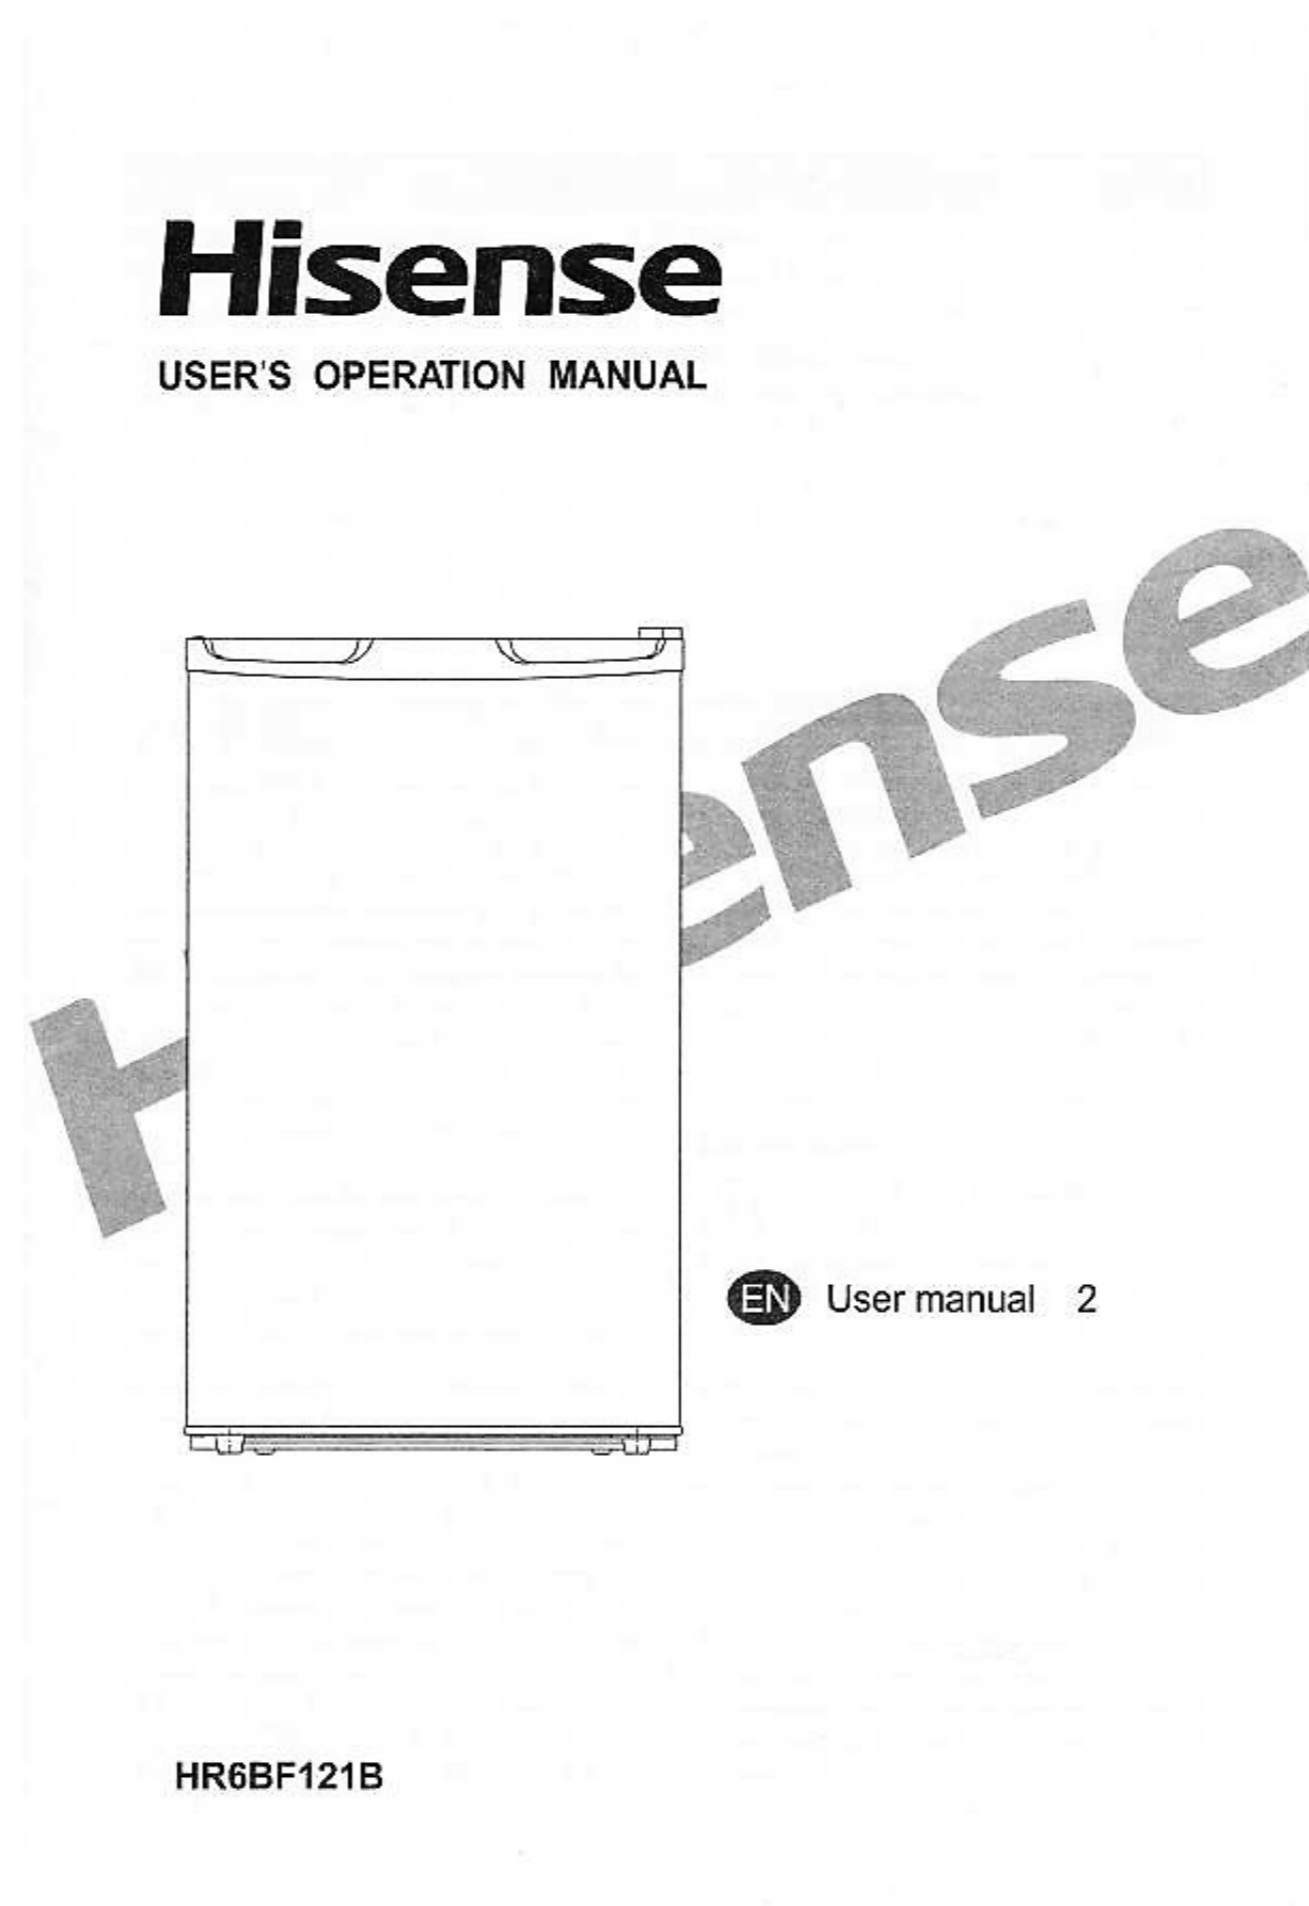 Hisense
USER'S OPERATION MANUAL
Hisense
EN User manual 2
HR6BF121B